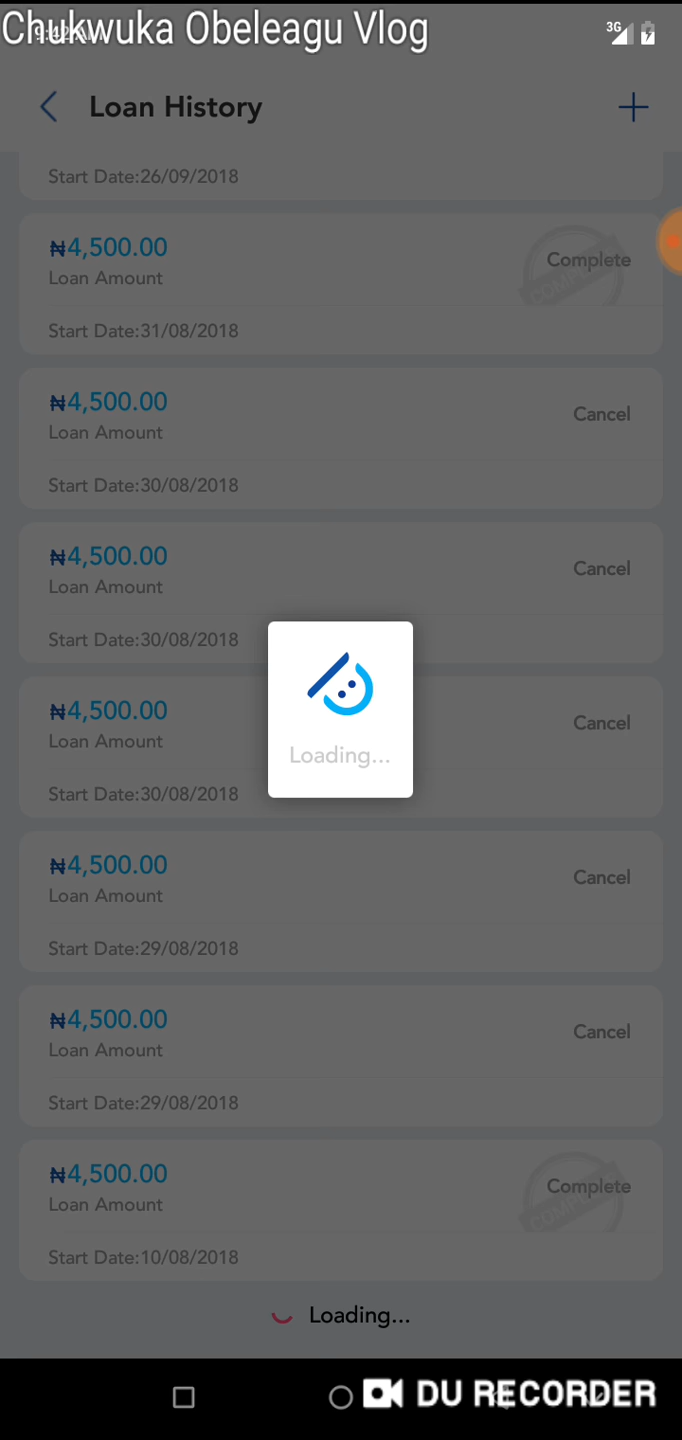 Chukwuka Obeleagu Vlog
3G
Loan History
Start Date:26/09/2018
₦4,500.00
Complete
Loan Amount
Start Date:31/08/2018
₦4,500.00
Cancel
Loan Amount
Start Date:30/08/2018
₦4,500.00
Cancel
Loan Amount
Start Date:30/08/2018
₦4,500.00
Cancel
Loan Amount
Start Date:30/08/2018
Loading...
₦4,500.00
Cancel
Loan Amount
Start Date:29/08/2018
₦4,500.00
Cancel
Loan Amount
Start Date:29/08/2018
₦4,500.00
Complete
Loan Amount
Start Date:10/08/2018
Loading...
DU RECORDER